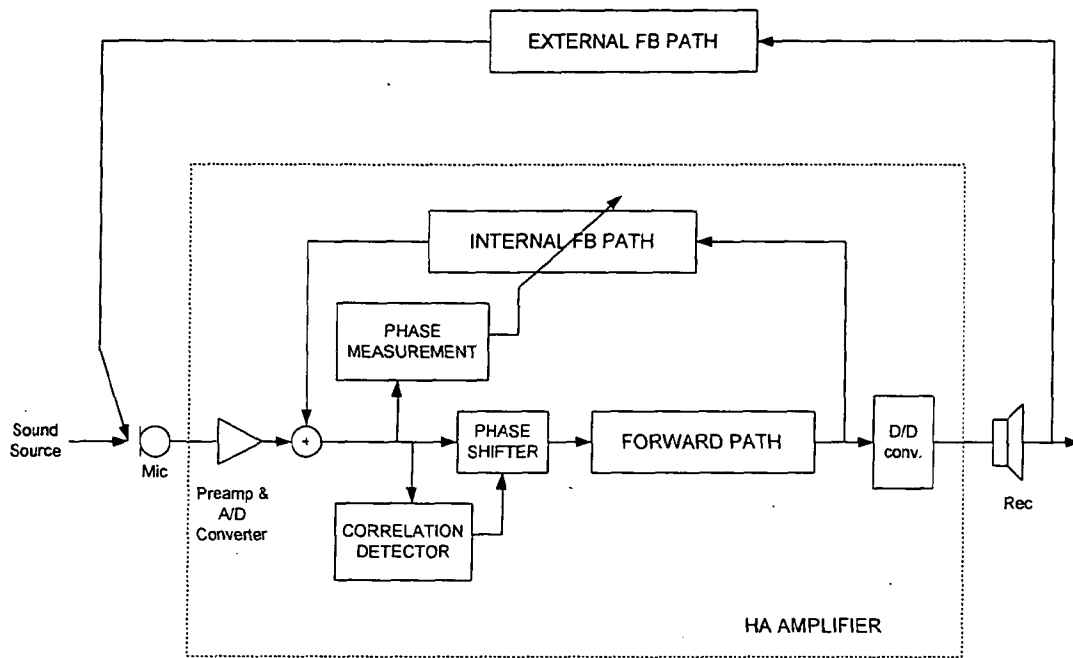 EXTERNAL FB PATH
INTERNAL FB PATH
PHASE
MEASUREMENT
Sound
Source
Mic
Preamp &
A/D
Converter
+
PHASE
SHIFTER
FORWARD PATH
D/D
conv.
Rec
CORRELATION
DETECTOR
HA AMPLIFIER